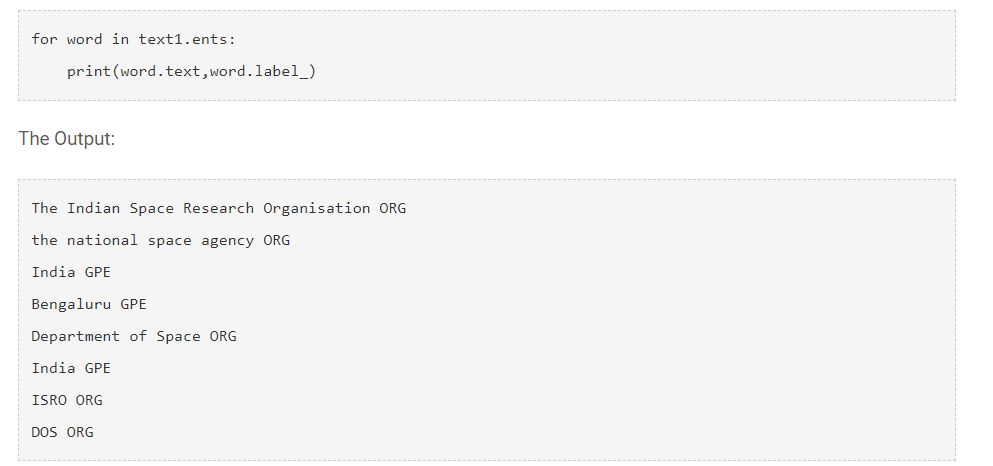 for word in text1.ents:
    print(word.text,word.label_)
The Output:
The Indian Space Research Organisation ORG
the national space agency ORG
India GPE
Bengaluru GPE
Department of Space ORG
India GPE
ISRO ORG
DOS ORG